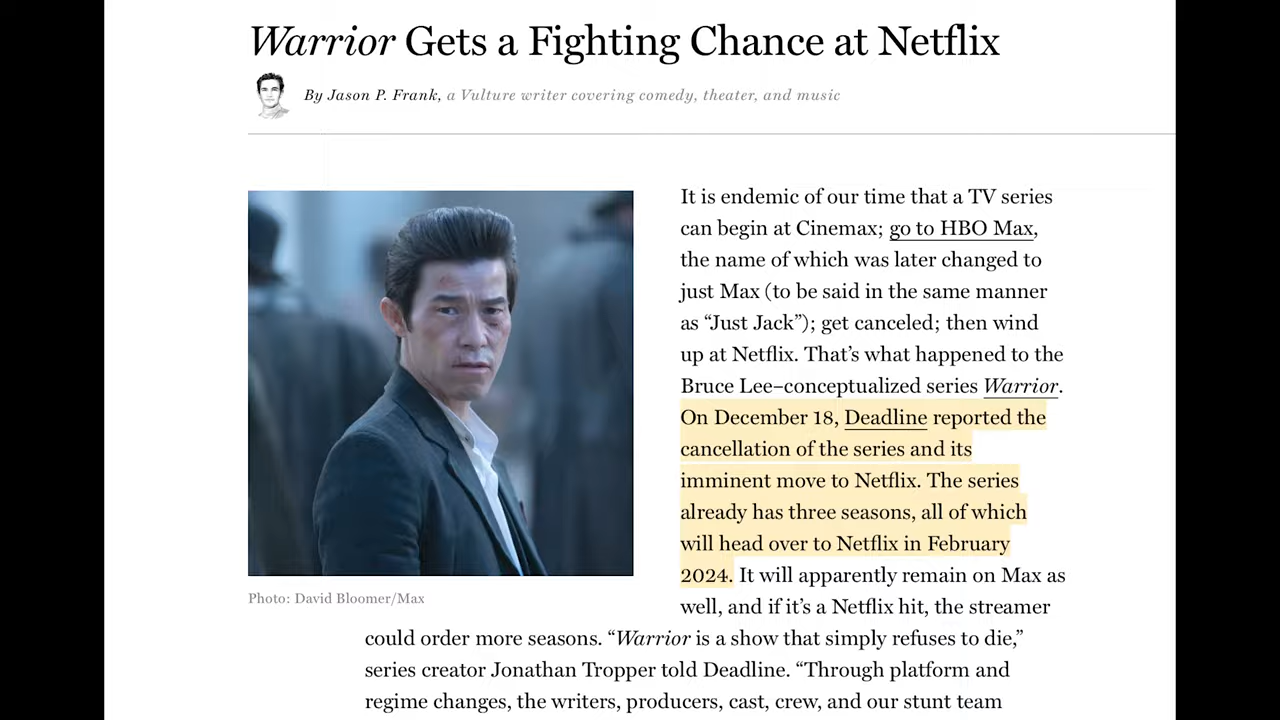 Warrior Gets a Fighting Chance at Netflix
By Jason P. Frank, a Vulture writer covering comedy, theater, and music
It is endemic of our time that a TV series
can begin at Cinemax; go to HBO Max,
the name of which was later changed to
just Max (to be said in the same manner
as “Just Jack”); get canceled; then wind
up at Netflix. That’s what happened to the
Bruce Lee–conceptualized series Warrior.
On December 18, Deadline reported the
cancellation of the series and its
imminent move to Netflix. The series
already has three seasons, all of which
will head over to Netflix in February
2024. It will apparently remain on Max as
well, and if it’s a Netflix hit, the streamer
could order more seasons. “Warrior is a show that simply refuses to die,”
series creator Jonathan Tropper told Deadline. “Through platform and
regime changes, the writers, producers, cast, crew, and our stunt team
Photo: David Bloomer/Max